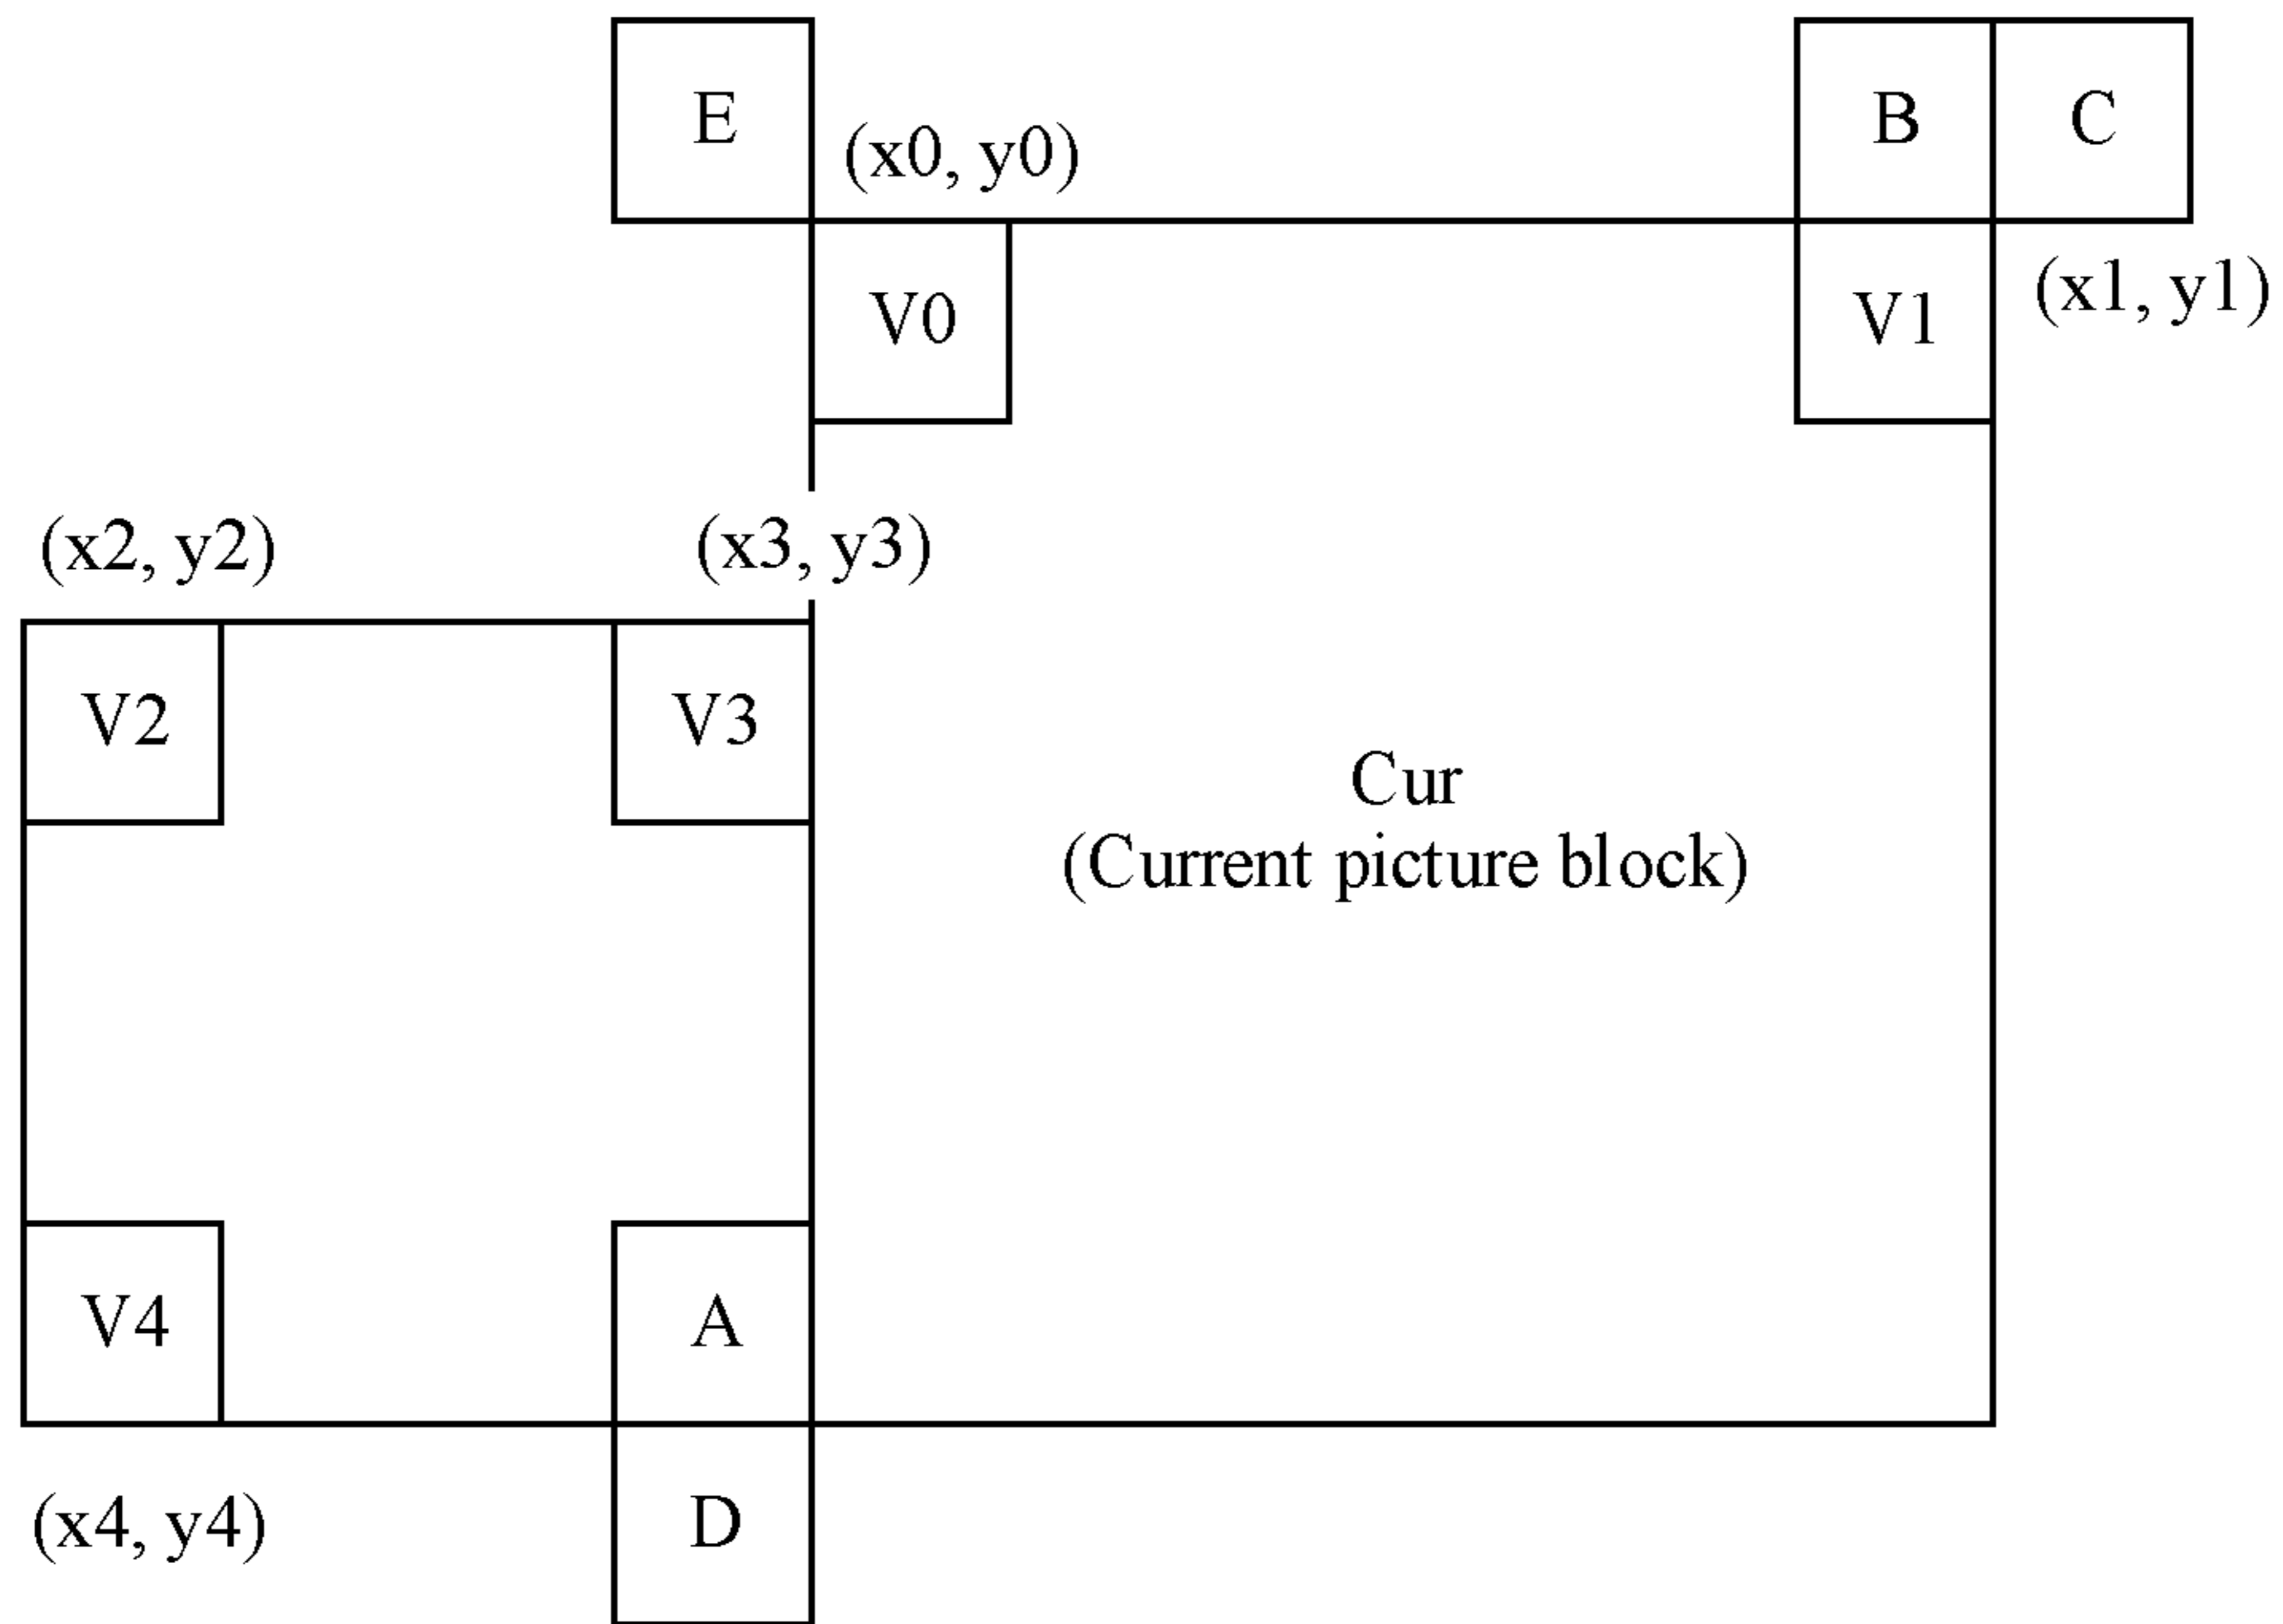 E
B
C
(x0, y0)
V0
V1
(x1, y1)
(x2, y2)
(x3, y3)
V2
V3
Cur
(Current picture block)
V4
A
(x4, y4)
D